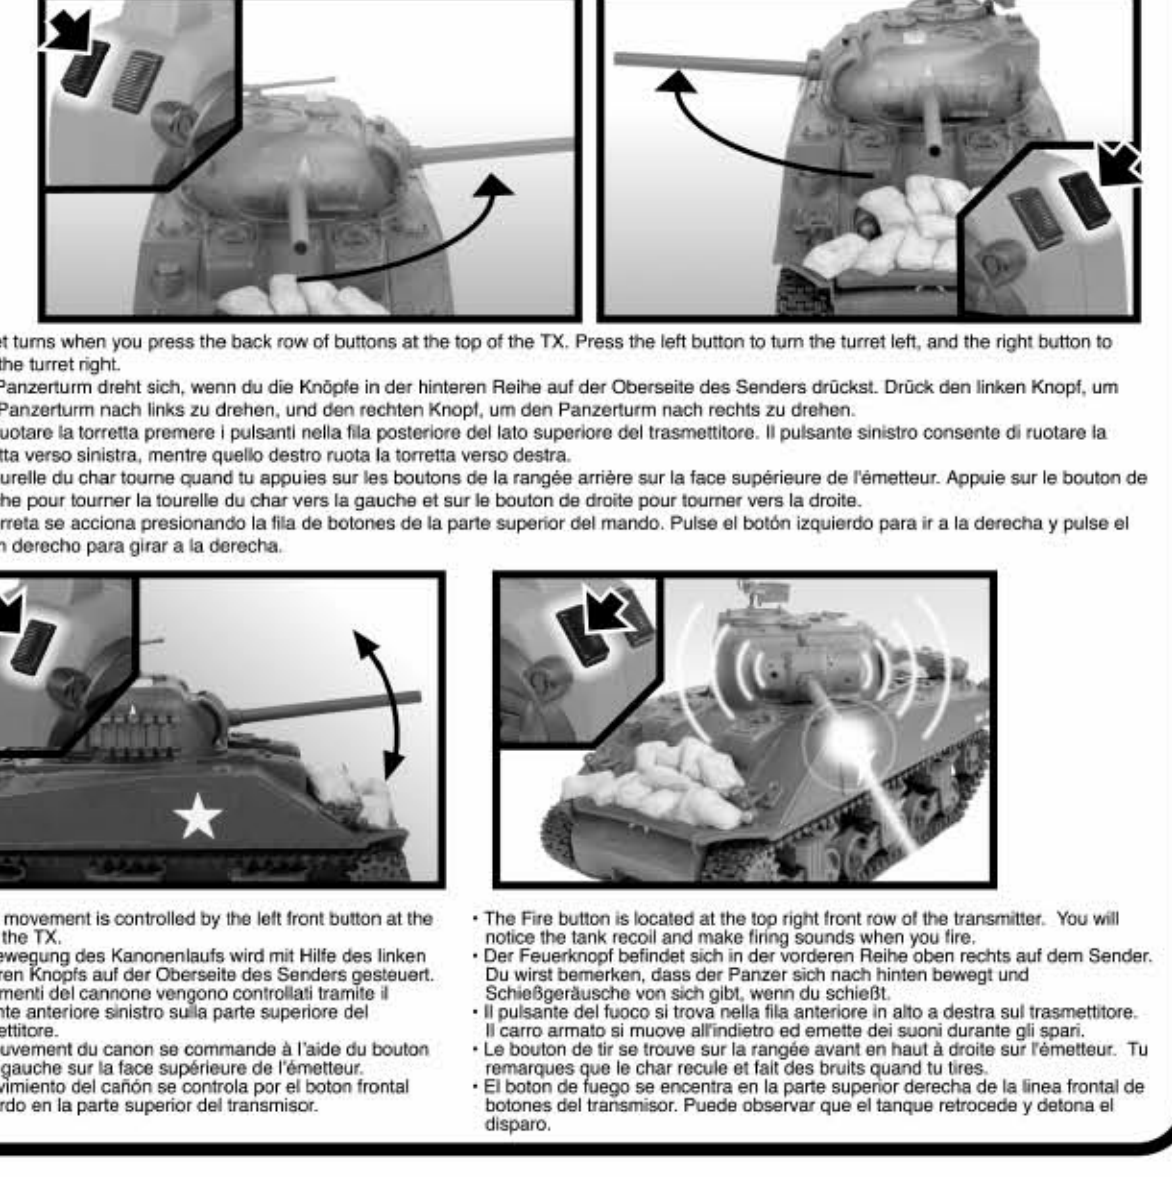 et turns when you press the back row of buttons at the top of the TX. Press the left button to turn the turret left, and the right button to
the turret right.
Panzerturm dreht sich, wenn du die Knöpfe in der hinteren Reihe auf der Oberseite des Senders drückst. Drück den linken Knopf, um
Panzerturm nach links zu drehen, und den rechten Knopf, um den Panzerturm nach rechts zu drehen.
uotare la torretta premere i pulsanti nella fila posteriore del lato superiore del trasmettitore. Il pulsante sinistro consente di ruotare la
tta verso sinistra, mentre quello destro ruota la torretta verso destra.
urelle du char tourne quand tu appuies sur les boutons de la rangée arrière sur la face supérieure de l'émetteur. Appuie sur le bouton de
he pour tourner la tourelle du char vers la gauche et sur le bouton de droite pour tourner vers la droite.
rreta se acciona presionando la fila de botones de la parte superior del mando. Pulse el botón izquierdo para ir a la derecha y pulse el
n derecho para girar a la derecha.
movement is controlled by the left front button at the
the TX.
ewegung des Kanonenlaufs wird mit Hilfe des linken
ren Knopfs auf der Oberseite des Senders gesteuert.
menti del cannone vengono controllati tramite il
nte anteriore sinistro sulla parte superiore del
ettitore.
uvement du canon se commande à l'aide du bouton
gauche sur la face supérieure de l'émetteur.
vimiento del cañón se controla por el boton frontal
rdo en la parte superior del transmisor.
• The Fire button is located at the top right front row of the transmitter. You will
notice the tank recoil and make firing sounds when you fire.
• Der Feuerknopf befindet sich in der vorderen Reihe oben rechts auf dem Sender.
Du wirst bemerken, dass der Panzer sich nach hinten bewegt und
Schießgeräusche von sich gibt, wenn du schießt.
• Il pulsante del fuoco si trova nella fila anteriore in alto a destra sul trasmettitore.
Il carro armato si muove all'indietro ed emette dei suoni durante gli spari.
• Le bouton de tir se trouve sur la rangée avant en haut à droite sur l'émetteur. Tu
remarques que le char recule et fait des bruits quand tu tires.
• El boton de fuego se encentra en la parte superior derecha de la linea frontal de
botones del transmisor. Puede observar que el tanque retrocede y detona el
disparo.